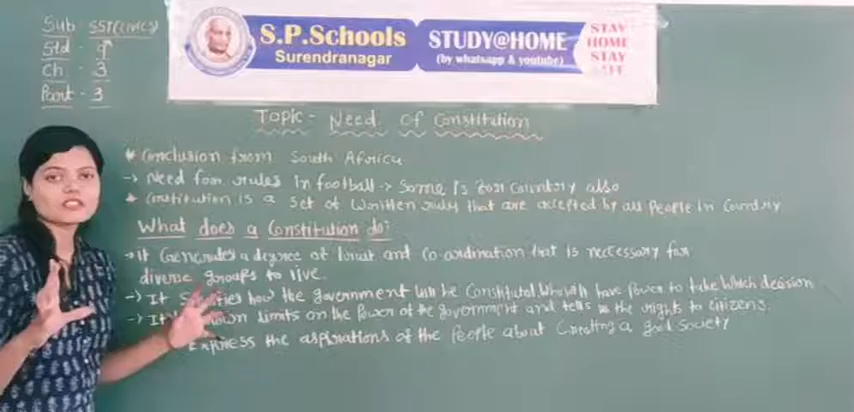 Sub - SST (CIVICS)
Std - 9
Ch - 3
Part - 3
S.P.Schools
Surendranagar
STUDY@HOME
(by whatsapp & youtube)
STAY
HOME
STAY
Topic - Need of Constitution
* Conclusion from South Africa
→ Need for rules in football → Same is for Country also
* Constitution is a set of written rules that are accepted by all People in Country
What does a Constitution do?
→ It Generates a degree of trust and co-ordination that is necessary for
diverse groups to live.
→ It how the government will be Constituted, who will have Power to take which decision
→ It down limits on the Power of the government and tells us the rights to citizens.
Express the aspirations of the People about Creating a good society